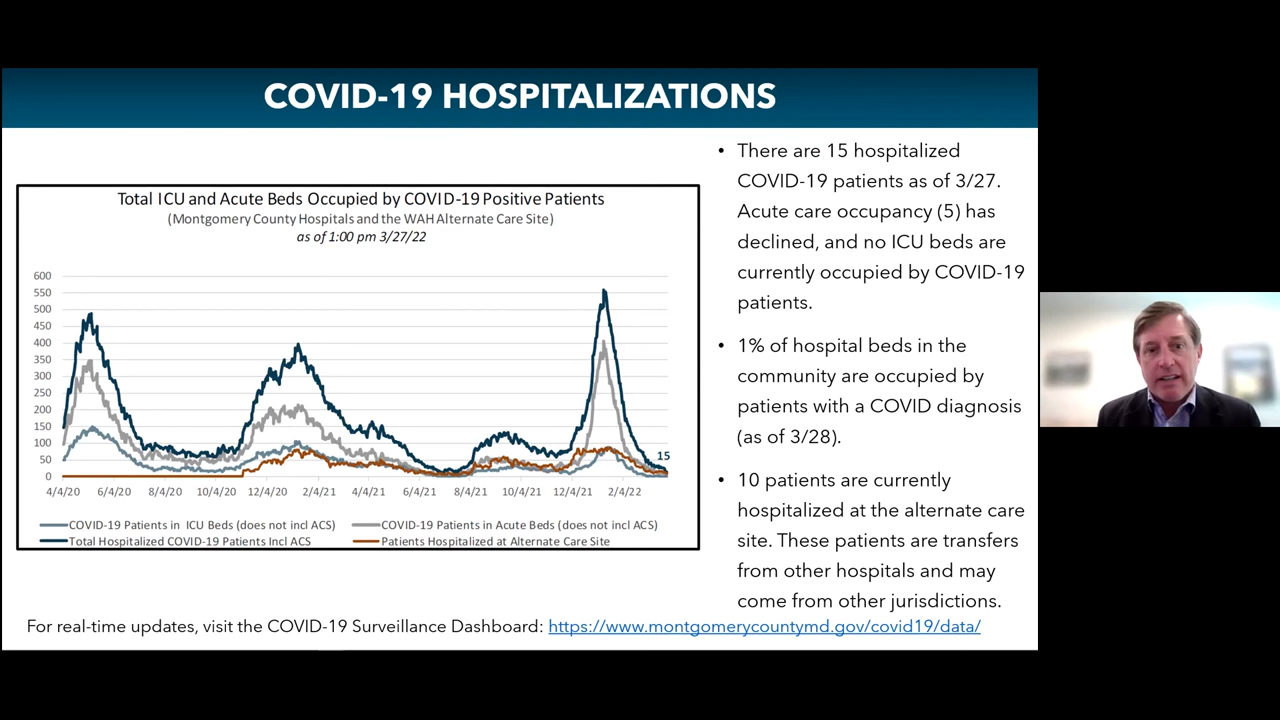 COVID-19 HOSPITALIZATIONS
Total ICU and Acute Beds Occupied by COVID-19 Positive Patients
(Montgomery County Hospitals and the WAH Alternate Care Site)
as of 1:00 pm 3/27/22
600
550
500
450
400
350
300
250
200
150
100
50
0
15
4/4/20 6/4/20 8/4/20 10/4/20 12/4/20 2/4/21 4/4/21 6/4/21 8/4/21 10/4/21 12/4/21 2/4/22
COVID-19 Patients in ICU Beds (does not incl ACS)
COVID-19 Patients in Acute Beds (does not incl ACS)
Total Hospitalized COVID-19 Patients Incl ACS
Patients Hospitalized at Alternate Care Site
• There are 15 hospitalized
COVID-19 patients as of 3/27.
Acute care occupancy (5) has
declined, and no ICU beds are
currently occupied by COVID-19
patients.
• 1% of hospital beds in the
community are occupied by
patients with a COVID diagnosis
(as of 3/28).
• 10 patients are currently
hospitalized at the alternate care
site. These patients are transfers
from other hospitals and may
come from other jurisdictions.
For real-time updates, visit the COVID-19 Surveillance Dashboard: https://www.montgomerycountymd.gov/covid19/data/